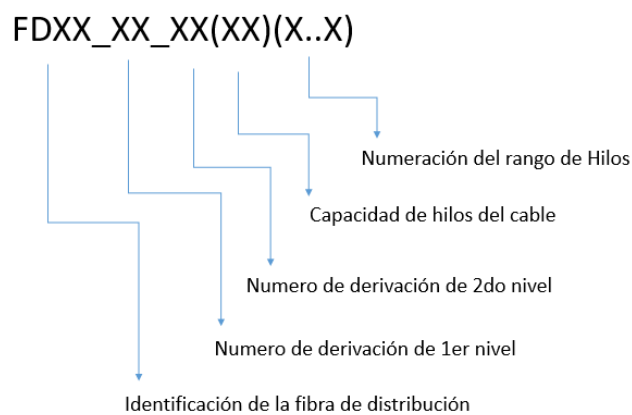 FDXX_XX_XX(XX)(X..X)
Numeración del rango de Hilos
Capacidad de hilos del cable
Numero de derivación de 2do nivel
Numero de derivación de 1er nivel
Identificación de la fibra de distribución